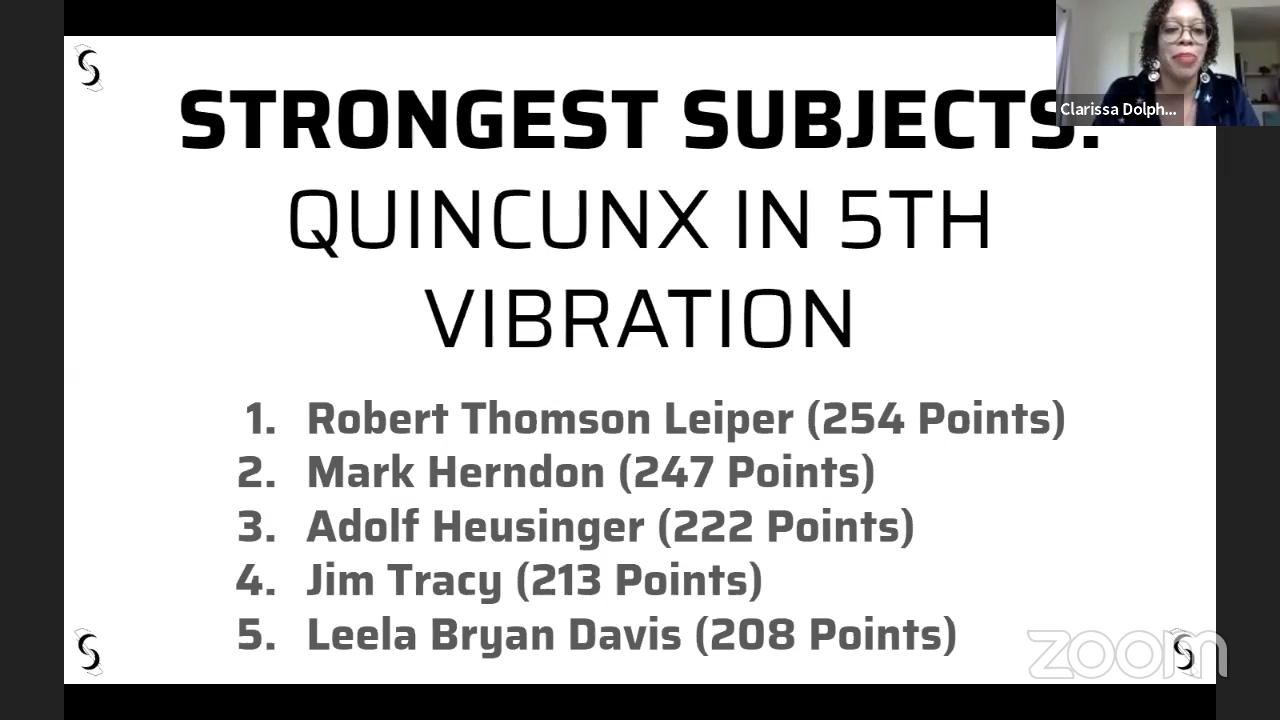 STRONGEST SUBJECTS:
QUINCUNX IN 5TH
VIBRATION
1. Robert Thomson Leiper (254 Points)
2. Mark Herndon (247 Points)
3. Adolf Heusinger (222 Points)
4. Jim Tracy (213 Points)
5. Leela Bryan Davis (208 Points)
Clarissa Dolph...
zoom